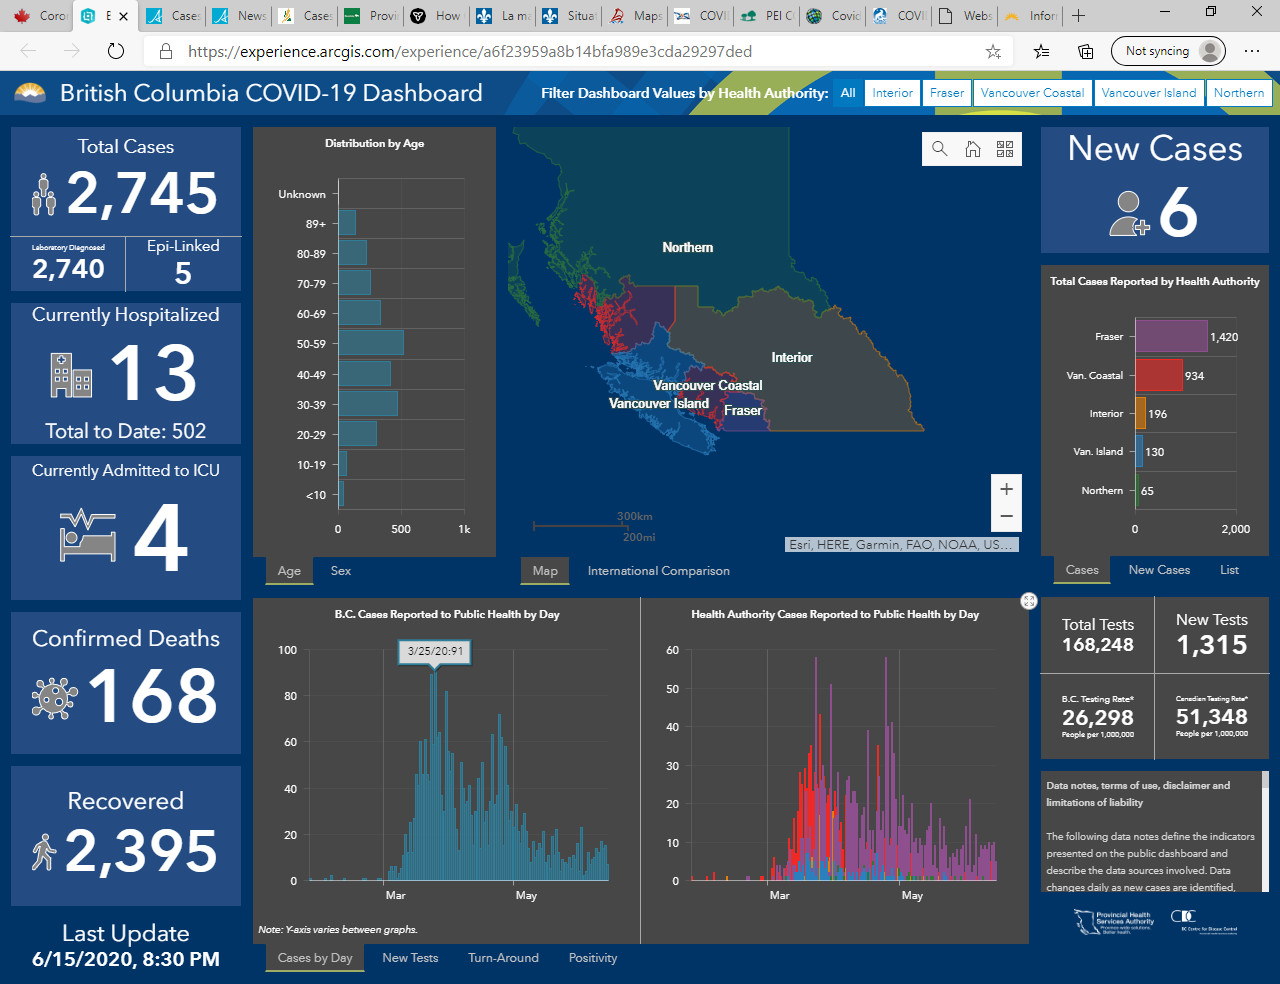 Coror
E
Case:
News
Case:
Provi
How
La ma
Situat
Maps
COVI
PEI C
Covic
COVI
Webs
Inforr
https://experience.arcgis.com/experience/a6f23959a8b14bfa989e3cda29297ded
Not syncing
British Columbia COVID-19 Dashboard
Filter Dashboard Values by Health Authority:
All
Interior
Fraser
Vancouver Coastal
Vancouver Island
Northern
Total Cases
2,745
Laboratory Diagnosed
2,740
Epi-Linked
5
Currently Hospitalized
13
Total to Date: 502
Currently Admitted to ICU
4
Confirmed Deaths
168
Recovered
2,395
Last Update
6/15/2020, 8:30 PM
Distribution by Age
Unknown
89+
80-89
70-79
60-69
50-59
40-49
30-39
20-29
10-19
<10
0
500
1k
Age
Sex
Northern
Interior
Vancouver Coastal
Vancouver Island
Fraser
300km
200mi
+
−
Esri, HERE, Garmin, FAO, NOAA, US...
Map
International Comparison
New Cases
6
Total Cases Reported by Health Authority
Fraser
1,420
Van. Coastal
934
Interior
196
Van. Island
130
Northern
65
0
2,000
Cases
New Cases
List
B.C. Cases Reported to Public Health by Day
100
80
60
40
20
0
3/25/20:91
Mar
May
Note: Y-axis varies between graphs.
Health Authority Cases Reported to Public Health by Day
60
50
40
30
20
10
0
Mar
May
Cases by Day
New Tests
Turn-Around
Positivity
Total Tests
168,248
New Tests
1,315
B.C. Testing Rate*
26,298
People per 1,000,000
Canadian Testing Rate*
51,348
People per 1,000,000
Data notes, terms of use, disclaimer and
limitations of liability
The following data notes define the indicators
presented on the public dashboard and
describe the data sources involved. Data
changes daily as new cases are identified,
Provincial Health
Services Authority
Province-wide solutions.
Better health.
BC Centre for Disease Control